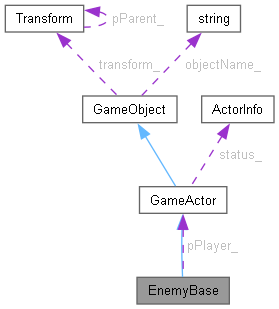 Transform
pParent_
string
transform_
objectName_
GameObject
ActorInfo
status_
GameActor
pPlayer_
EnemyBase